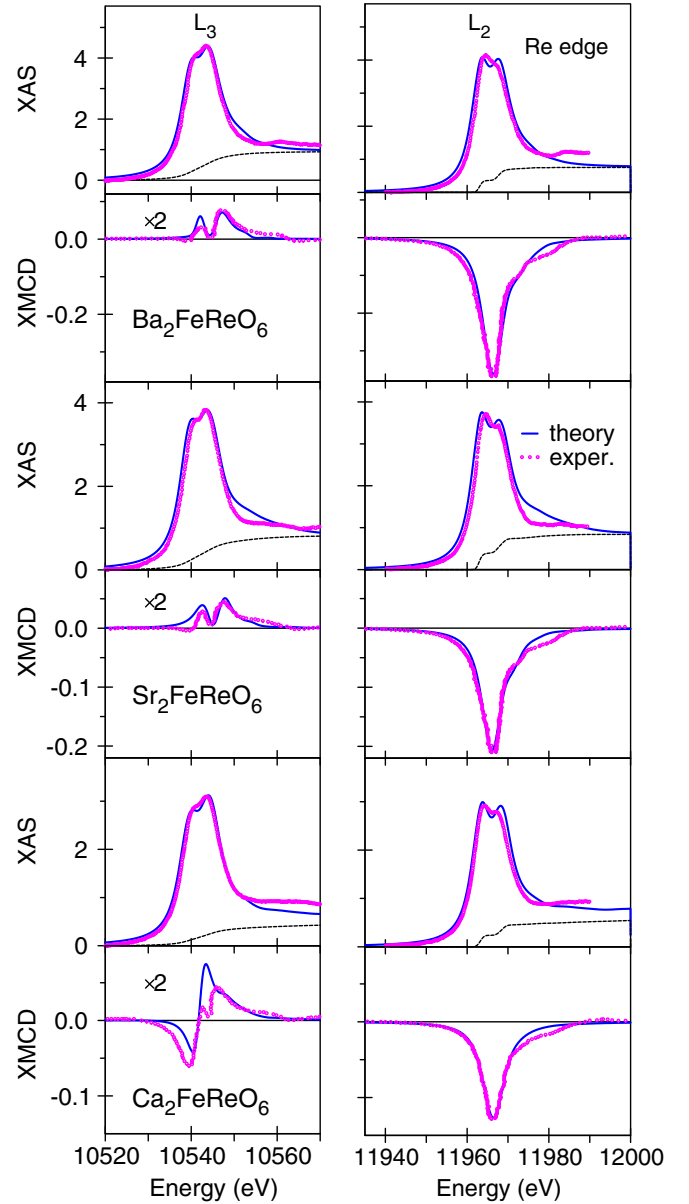 L3 L2
Re edge
XAS
4
2
0
×2
XMCD
0.0
-0.2
Ba2FeReO6
XAS
4
2
0
theory
exper.
×2
XMCD
0.0
-0.1
-0.2
Sr2FeReO6
XAS
2
0
×2
XMCD
0.0
-0.1
Ca2FeReO6
10520 10540 10560 11940 11960 11980 12000
Energy (eV) Energy (eV)